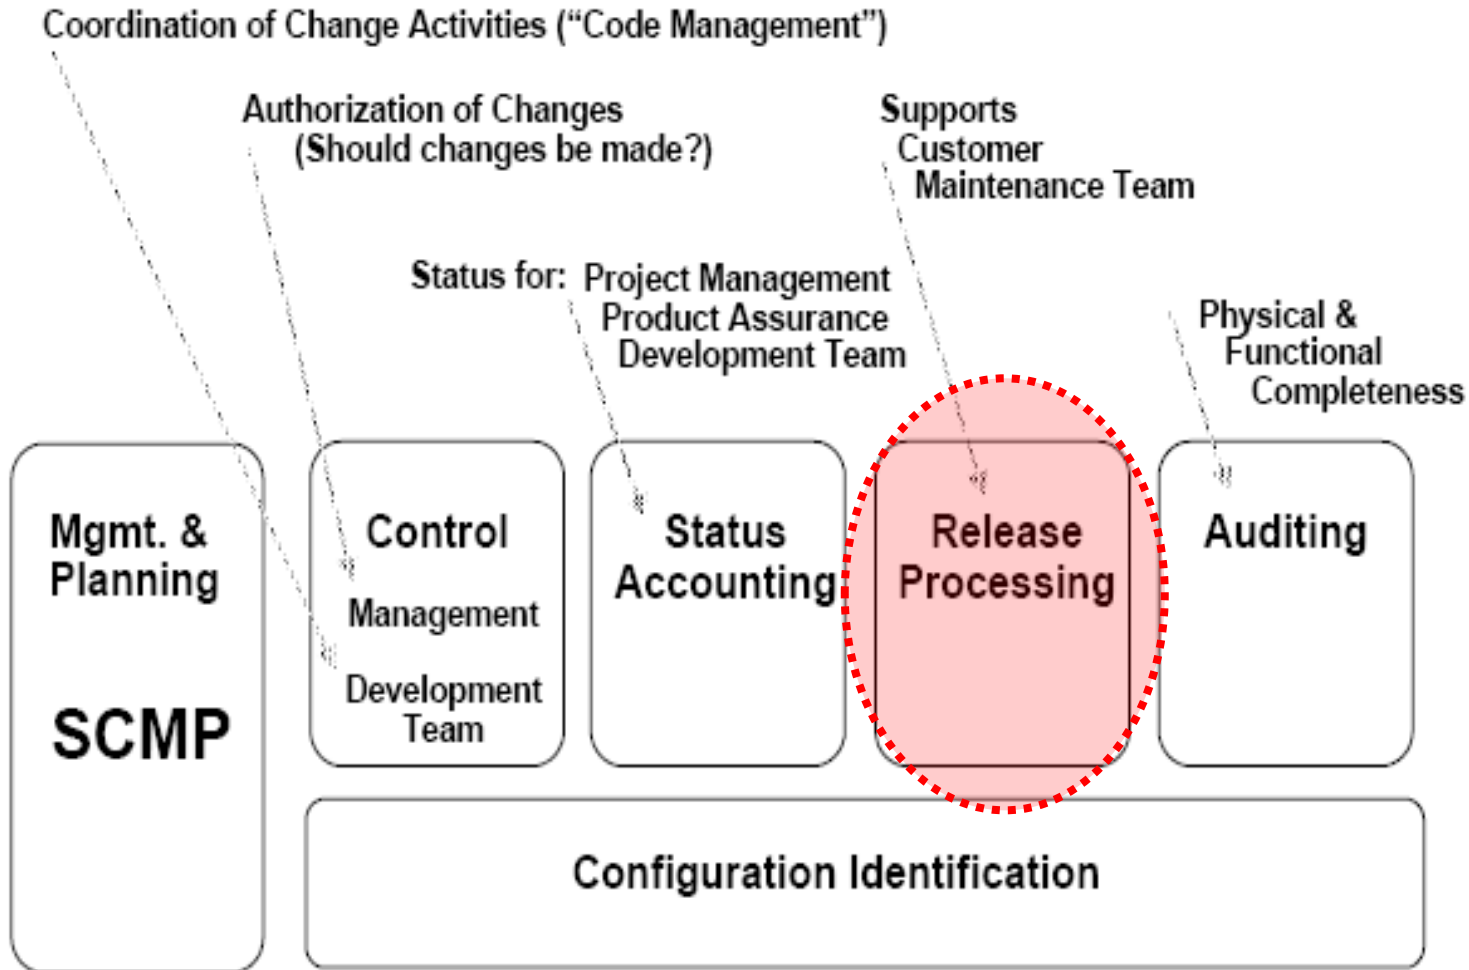 Coordination of Change Activities (“Code Management”)
Authorization of Changes
(Should changes be made?)
Supports
Customer
Maintenance Team
Status for: Project Management
Product Assurance
Development Team
Physical &
Functional
Completeness
Mgmt. &
Planning
SCMP
Control
Management
Development
Team
Status
Accounting
Release
Processing
Auditing
Configuration Identification